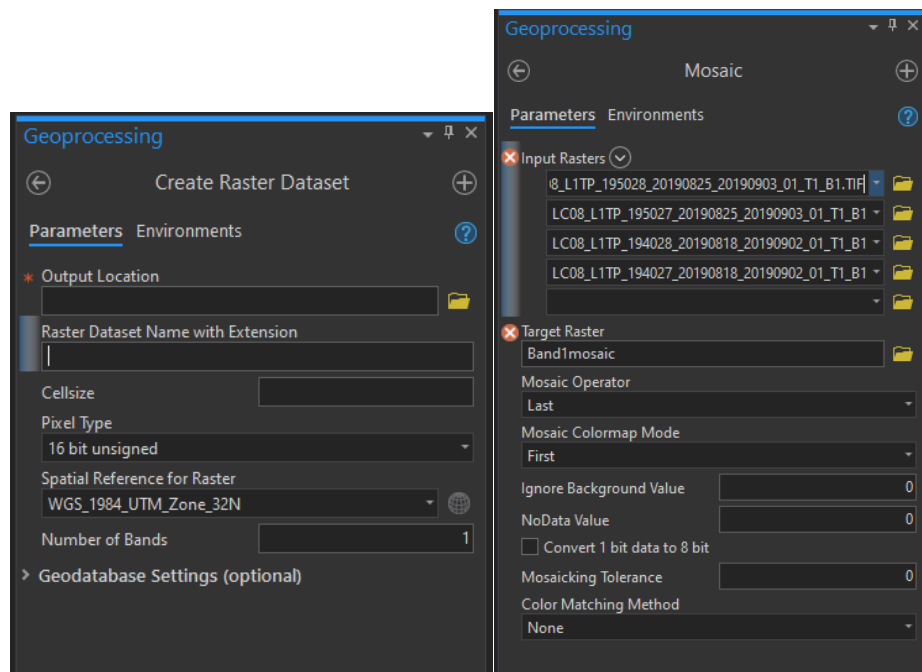 Geoprocessing
Create Raster Dataset
Parameters Environments
?
* Output Location
Raster Dataset Name with Extension
Cellsize
Pixel Type
16 bit unsigned
Spatial Reference for Raster
WGS_1984_UTM_Zone_32N
Number of Bands 1
Geodatabase Settings (optional)
Geoprocessing
Mosaic
Parameters Environments
?
Input Rasters
8_L1TP_195028_20190825_20190903_01_T1_B1.TIF
LC08_L1TP_195027_20190825_20190903_01_T1_B1
LC08_L1TP_194028_20190818_20190902_01_T1_B1
LC08_L1TP_194027_20190818_20190902_01_T1_B1
Target Raster
Band1mosaic
Mosaic Operator
Last
Mosaic Colormap Mode
First
Ignore Background Value 0
NoData Value 0
Convert 1 bit data to 8 bit
Mosaicking Tolerance 0
Color Matching Method
None